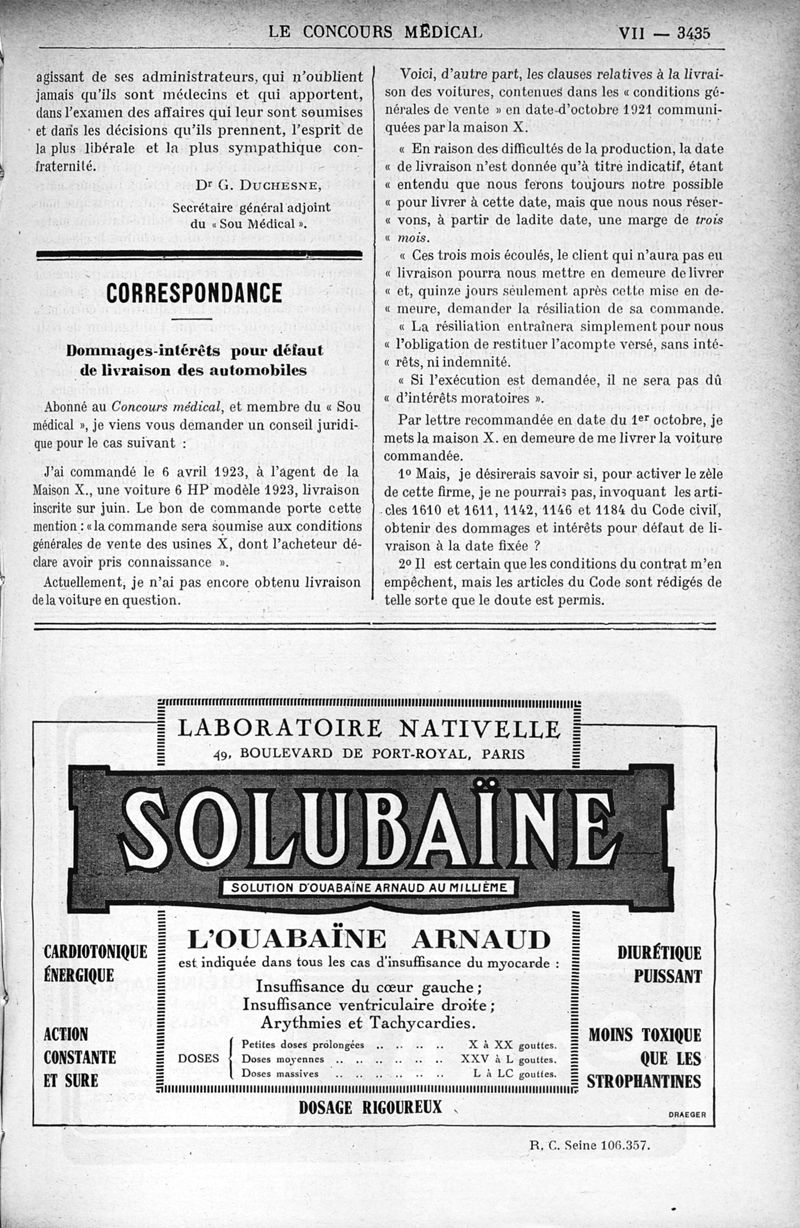 LE CONCOURS MÉDICAL VII — 3435
agissant de ses administrateurs, qui n'oublient
jamais qu'ils sont médecins et qui apportent,
dans l'examen des affaires qui leur sont soumises
et dans les décisions qu'ils prennent, l'esprit de
la plus libérale et la plus sympathique con-
fraternité.
Dr G. DUCHESNE,
Secrétaire général adjoint
du « Sou Médical ».
CORRESPONDANCE
Dommages-intérêts pour défaut
de livraison des automobiles
Abonné au Concours médical, et membre du « Sou
médical », je viens vous demander un conseil juridi-
que pour le cas suivant :
J'ai commandé le 6 avril 1923, à l'agent de la
Maison X., une voiture 6 HP modèle 1923, livraison
inscrite sur juin. Le bon de commande porte cette
mention : « la commande sera soumise aux conditions
générales de vente des usines X, dont l'acheteur dé-
clare avoir pris connaissance ».
Actuellement, je n'ai pas encore obtenu livraison
de la voiture en question.
Voici, d'autre part, les clauses relatives à la livrai-
son des voitures, contenues dans les « conditions gé-
nérales de vente » en date d'octobre 1921 communi-
quées par la maison X.
« En raison des difficultés de la production, la date
« de livraison n'est donnée qu'à titre indicatif, étant
« entendu que nous ferons toujours notre possible
« pour livrer à cette date, mais que nous nous réser-
« vons, à partir de ladite date, une marge de trois
« mois.
« Ces trois mois écoulés, le client qui n'aura pas eu
« livraison pourra nous mettre en demeure de livrer
« et, quinze jours seulement après cette mise en de-
« meure, demander la résiliation de sa commande.
« La résiliation entraînera simplement pour nous
« l'obligation de restituer l'acompte versé, sans inté-
« rêts, ni indemnité.
« Si l'exécution est demandée, il ne sera pas dû
« d'intérêts moratoires ».
Par lettre recommandée en date du 1er octobre, je
mets la maison X. en demeure de me livrer la voiture
commandée.
1º Mais, je désirerais savoir si, pour activer le zèle
de cette firme, je ne pourrais pas, invoquant les arti-
cles 1610 et 1611, 1142, 1146 et 1184 du Code civil,
obtenir des dommages et intérêts pour défaut de li-
vraison à la date fixée ?
2º Il est certain que les conditions du contrat m'en
empêchent, mais les articles du Code sont rédigés de
telle sorte que le doute est permis.
LABORATOIRE NATIVELLE
49, BOULEVARD DE PORT-ROYAL, PARIS
SOLUBAÏNE
SOLUTION D'OUABAÏNE ARNAUD AU MILLIÈME
CARDIOTONIQUE
ÉNERGIQUE
ACTION
CONSTANTE
ET SURE
L'OUABAÏNE ARNAUD
est indiquée dans tous les cas d'insuffisance du myocarde :
Insuffisance du cœur gauche ;
Insuffisance ventriculaire droite ;
Arythmies et Tachycardies.
DOSES
Petites doses prolongées .. .. .. .. X à XX gouttes.
Doses moyennes .. .. .. .. .. .. XXV à L gouttes.
Doses massives .. .. .. .. .. .. L à LC gouttes.
DIURÉTIQUE
PUISSANT
MOINS TOXIQUE
QUE LES
STROPHANTINES
DOSAGE RIGOUREUX
DRAEGER
R. C. Seine 106.357.